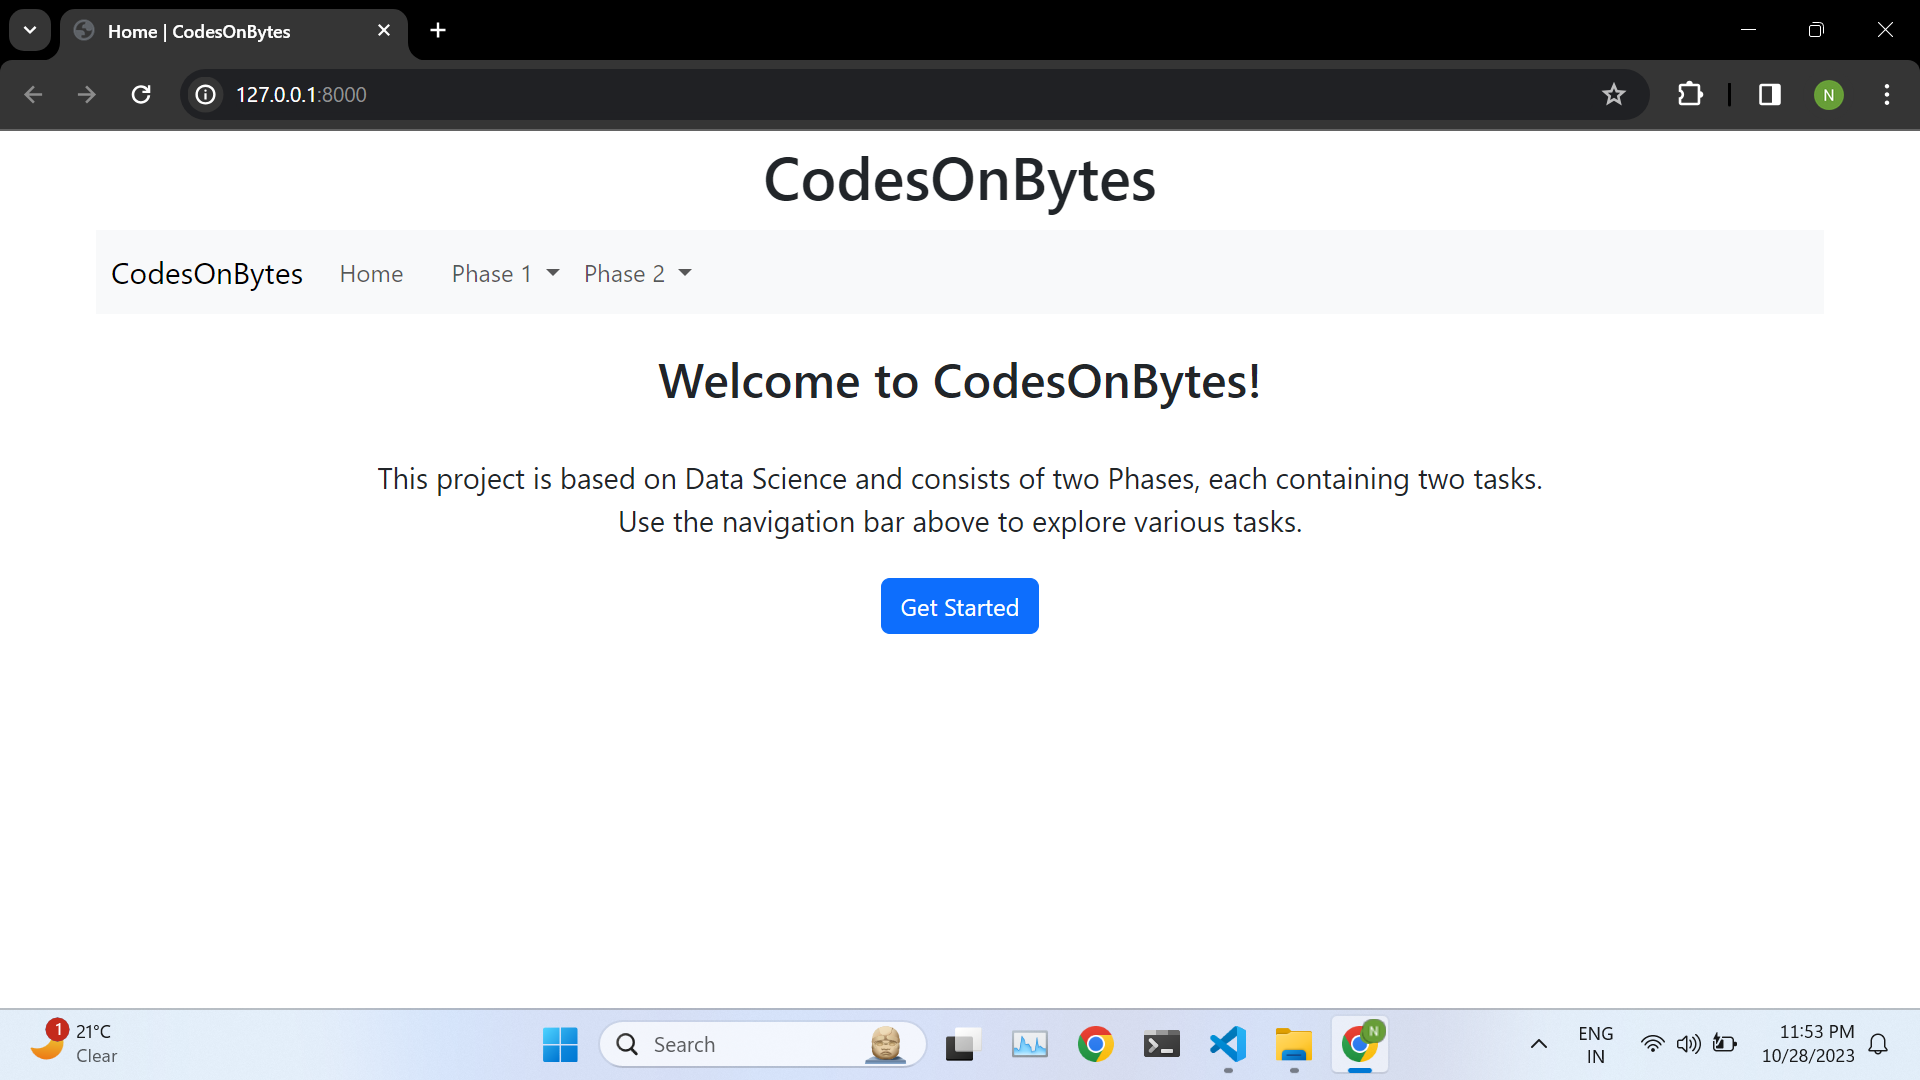 Home | CodesOnBytes
127.0.0.1:8000
N
CodesOnBytes
CodesOnBytes Home Phase 1 Phase 2
Welcome to CodesOnBytes!
This project is based on Data Science and consists of two Phases, each containing two tasks.
Use the navigation bar above to explore various tasks.
Get Started
1
21°C
Clear
Search
N
ENG
IN
11:53 PM
10/28/2023